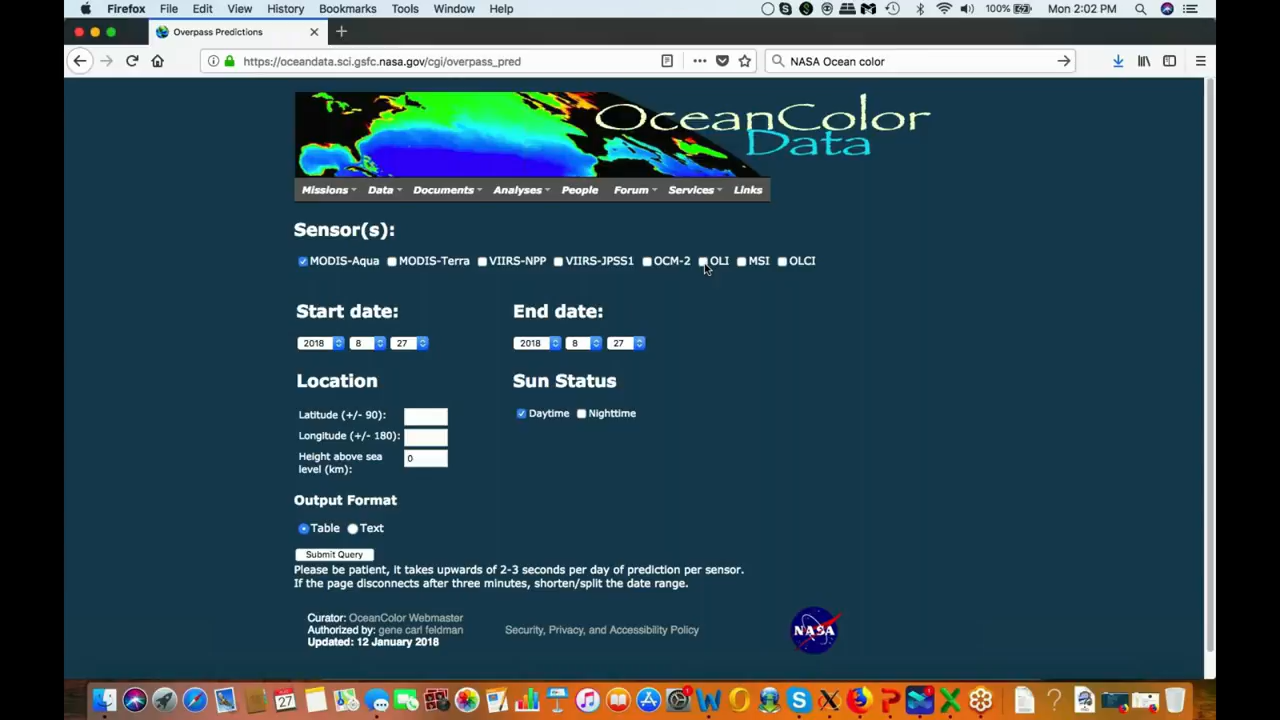 Firefox File Edit View History Bookmarks Tools Window Help 100% Mon 2:02 PM
Overpass Predictions
https://oceandata.sci.gsfc.nasa.gov/cgi/overpass_pred NASA Ocean color
OceanColor
Data
Missions Data Documents Analyses People Forum Services Links
Sensor(s):
MODIS-Aqua MODIS-Terra VIIRS-NPP VIIRS-JPSS1 OCM-2 OLI MSI OLCI
Start date: End date:
2018 8 27 2018 8 27
Location Sun Status
Latitude (+/- 90): Daytime Nighttime
Longitude (+/- 180):
Height above sea
level (km): 0
Output Format
Table Text
Submit Query
Please be patient, it takes upwards of 2-3 seconds per day of prediction per sensor.
If the page disconnects after three minutes, shorten/split the date range.
Curator: OceanColor Webmaster
Authorized by: gene carl feldman Security, Privacy, and Accessibility Policy
Updated: 12 January 2018
NASA
27